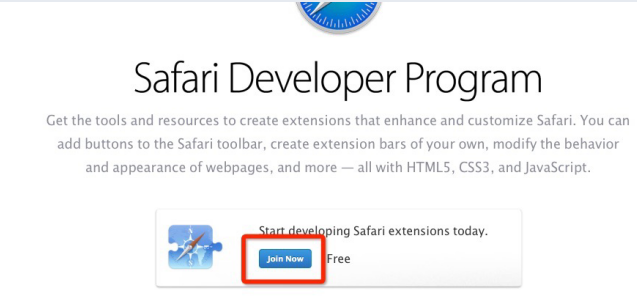 Safari Developer Program
Get the tools and resources to create extensions that enhance and customize Safari. You can
add buttons to the Safari toolbar, create extension bars of your own, modify the behavior
and appearance of webpages, and more — all with HTML5, CSS3, and JavaScript.
Start developing Safari extensions today.
Join Now Free